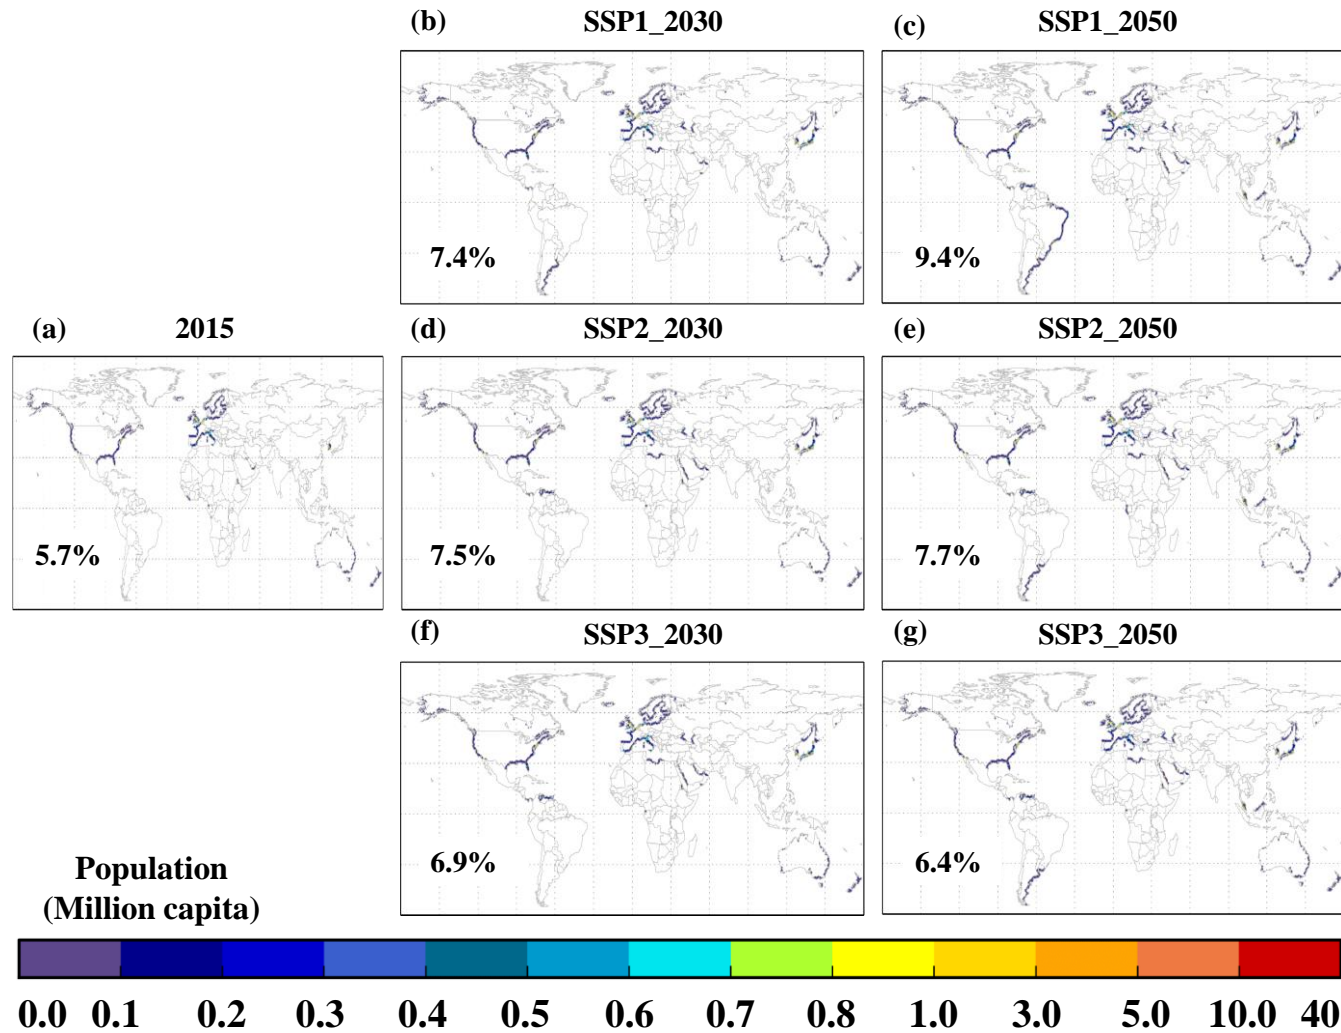 (b) SSP1_2030
(c) SSP1_2050
7.4%
9.4%
(a) 2015
(d) SSP2_2030
(e) SSP2_2050
5.7%
7.5%
7.7%
(f) SSP3_2030
(g) SSP3_2050
6.9%
6.4%
Population
(Million capita)
0.0 0.1 0.2 0.3 0.4 0.5 0.6 0.7 0.8 1.0 3.0 5.0 10.0 40